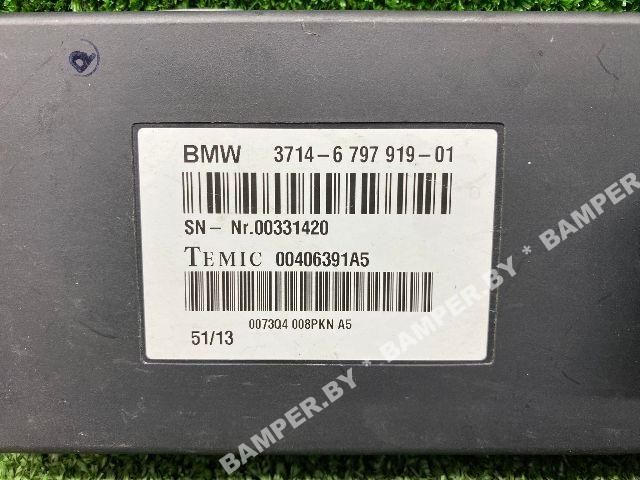 BMW 3714-6 797 919-01
SN- Nr.00331420
TEMIC 00406391A5
0073Q4 008PKN A5
51/13
BAMPER.BY * BAMPER.BY * BAMPER.BY